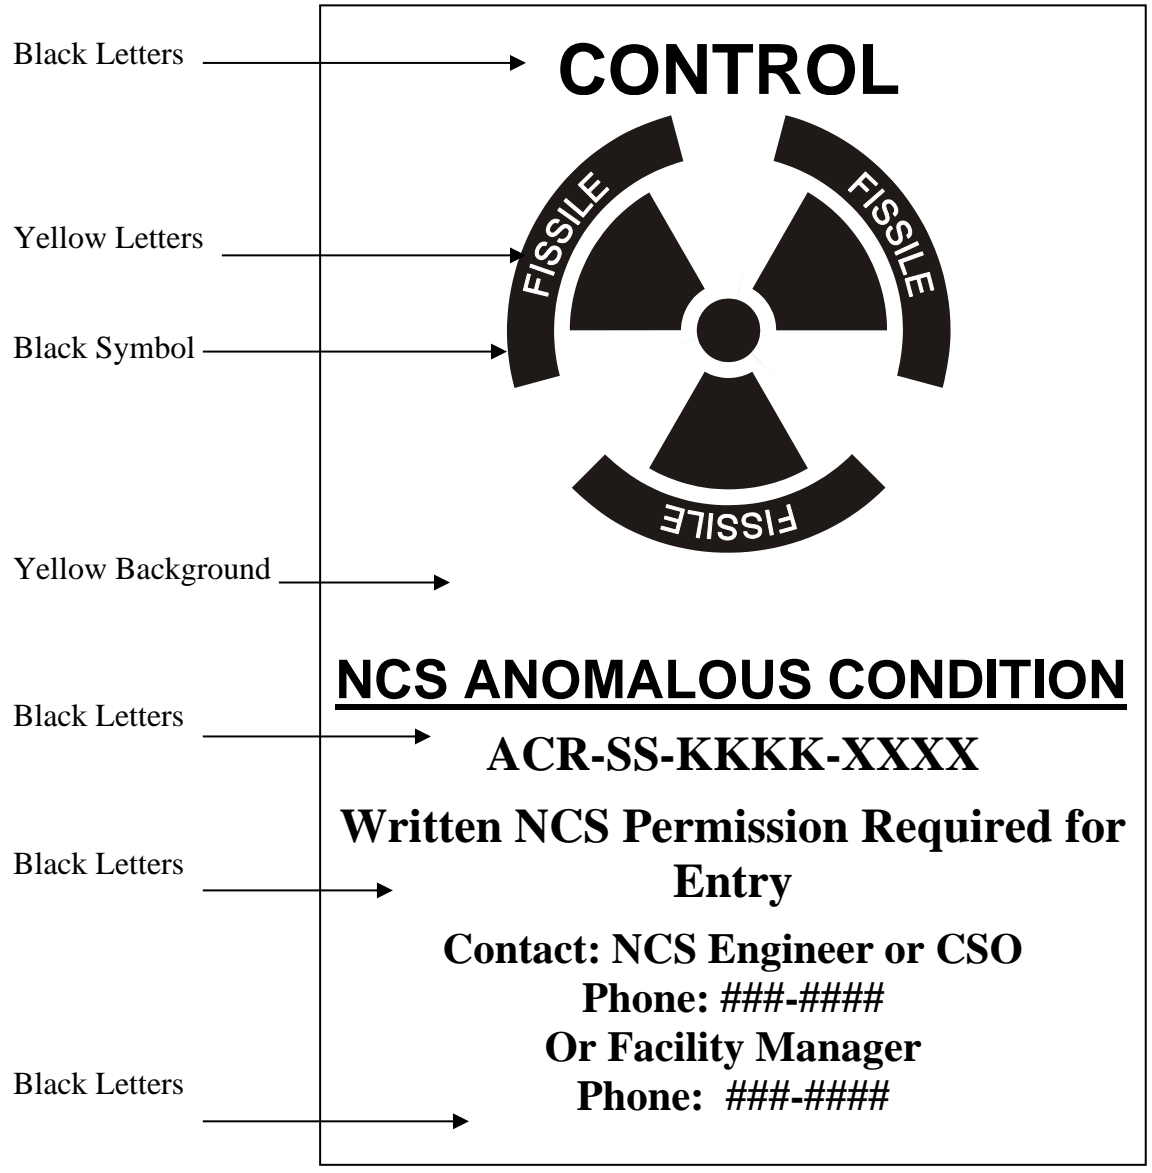 Black Letters
CONTROL
FISSILE
FISSILE
Yellow Letters
Black Symbol
FISSILE
Yellow Background
NCS ANOMALOUS CONDITION
Black Letters
ACR-SS-KKKK-XXXX
Written NCS Permission Required for
Black Letters
Entry
Contact: NCS Engineer or CSO
Phone: ###-####
Or Facility Manager
Black Letters
Phone: ###-####